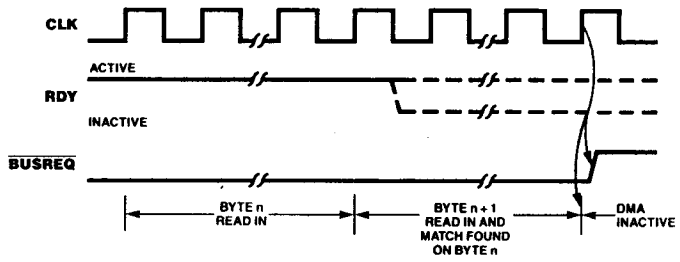 CLK
ACTIVE
RDY
INACTIVE
BUSREQ
BYTE n
READ IN
BYTE n + 1
READ IN AND
MATCH FOUND
ON BYTE n
DMA
INACTIVE